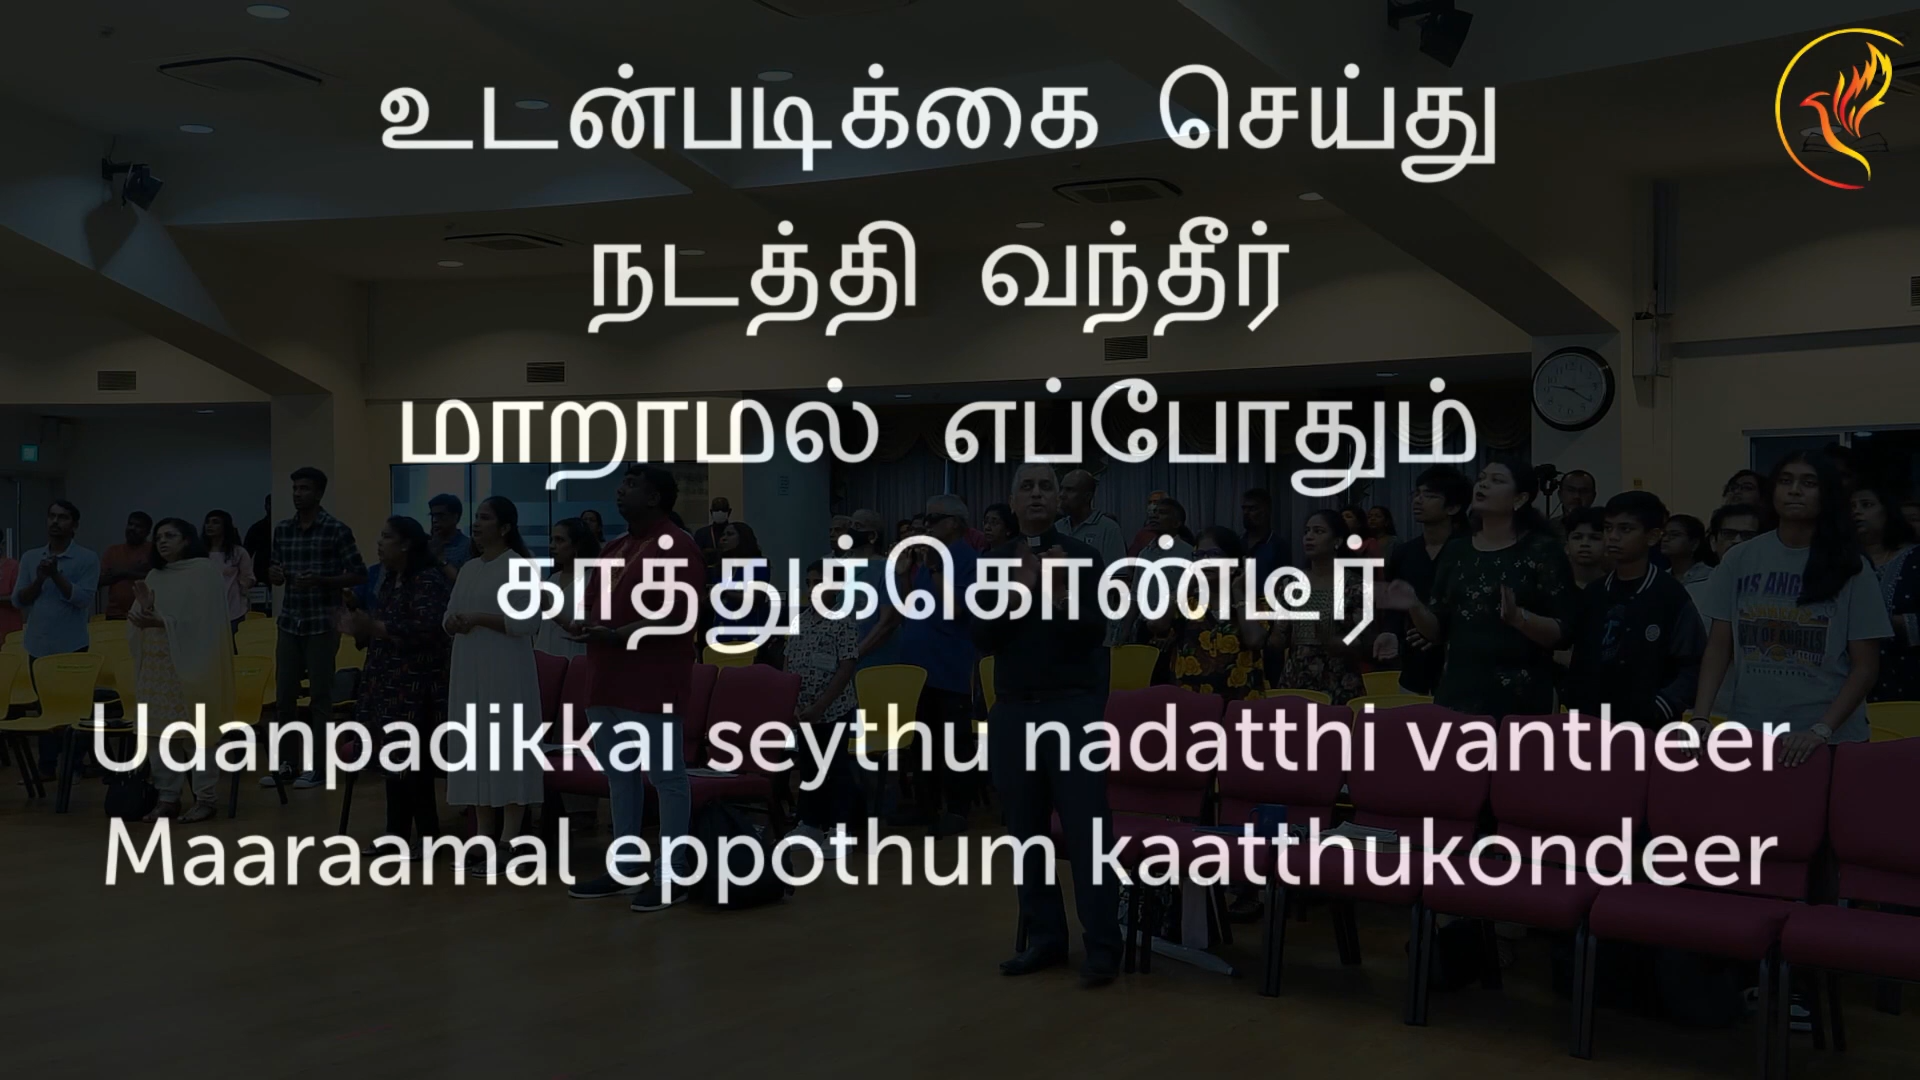 உடன்படிக்கை செய்து
நடத்தி வந்தீர்
மாறாமல் எப்போதும்
காத்துக்கொண்டீர்
Udanpadikkai seythu nadatthi vantheer
Maaraamal eppothum kaatthukondeer